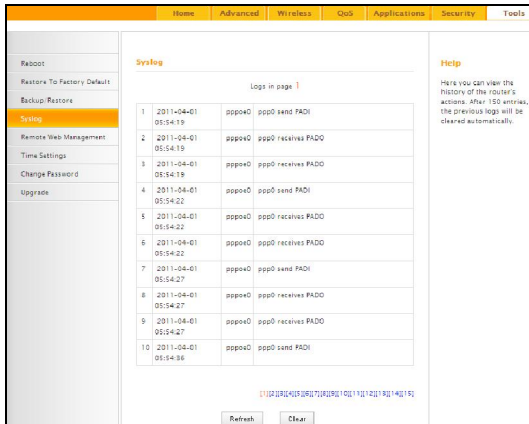 Home Advanced Wireless QoS Applications Security Tools
Reboot
Restore To Factory Default
Backup/Restore
Syslog
Remote Web Management
Time Settings
Change Password
Upgrade
Syslog
Logs in page 1
1 2011-04-01 05:54:19 pppoe0 ppp0 send PADI
2 2011-04-01 05:54:19 pppoe0 ppp0 receives PADO
3 2011-04-01 05:54:19 pppoe0 ppp0 receives PADO
4 2011-04-01 05:54:22 pppoe0 ppp0 send PADI
5 2011-04-01 05:54:22 pppoe0 ppp0 receives PADO
6 2011-04-01 05:54:22 pppoe0 ppp0 receives PADO
7 2011-04-01 05:54:27 pppoe0 ppp0 send PADI
8 2011-04-01 05:54:27 pppoe0 ppp0 receives PADO
9 2011-04-01 05:54:27 pppoe0 ppp0 receives PADO
10 2011-04-01 05:54:36 pppoe0 ppp0 send PADI
[1][2][3][4][5][6][7][8][9][10][11][12][13][14][15]
Refresh Clear
Help
Here you can view the
history of the router's
actions. After 150 entries,
the previous logs will be
cleared automatically.